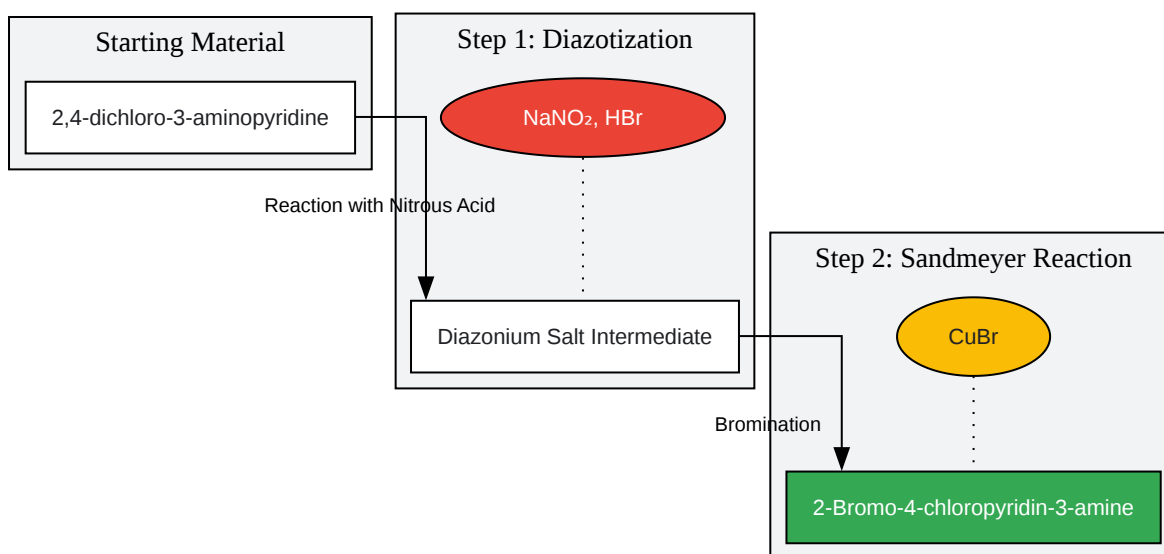 Starting Material
2,4-dichloro-3-aminopyridine
Step 1: Diazotization
NaNO₂, HBr
Reaction with Nitrous Acid
Diazonium Salt Intermediate
Step 2: Sandmeyer Reaction
CuBr
Bromination
2-Bromo-4-chloropyridin-3-amine